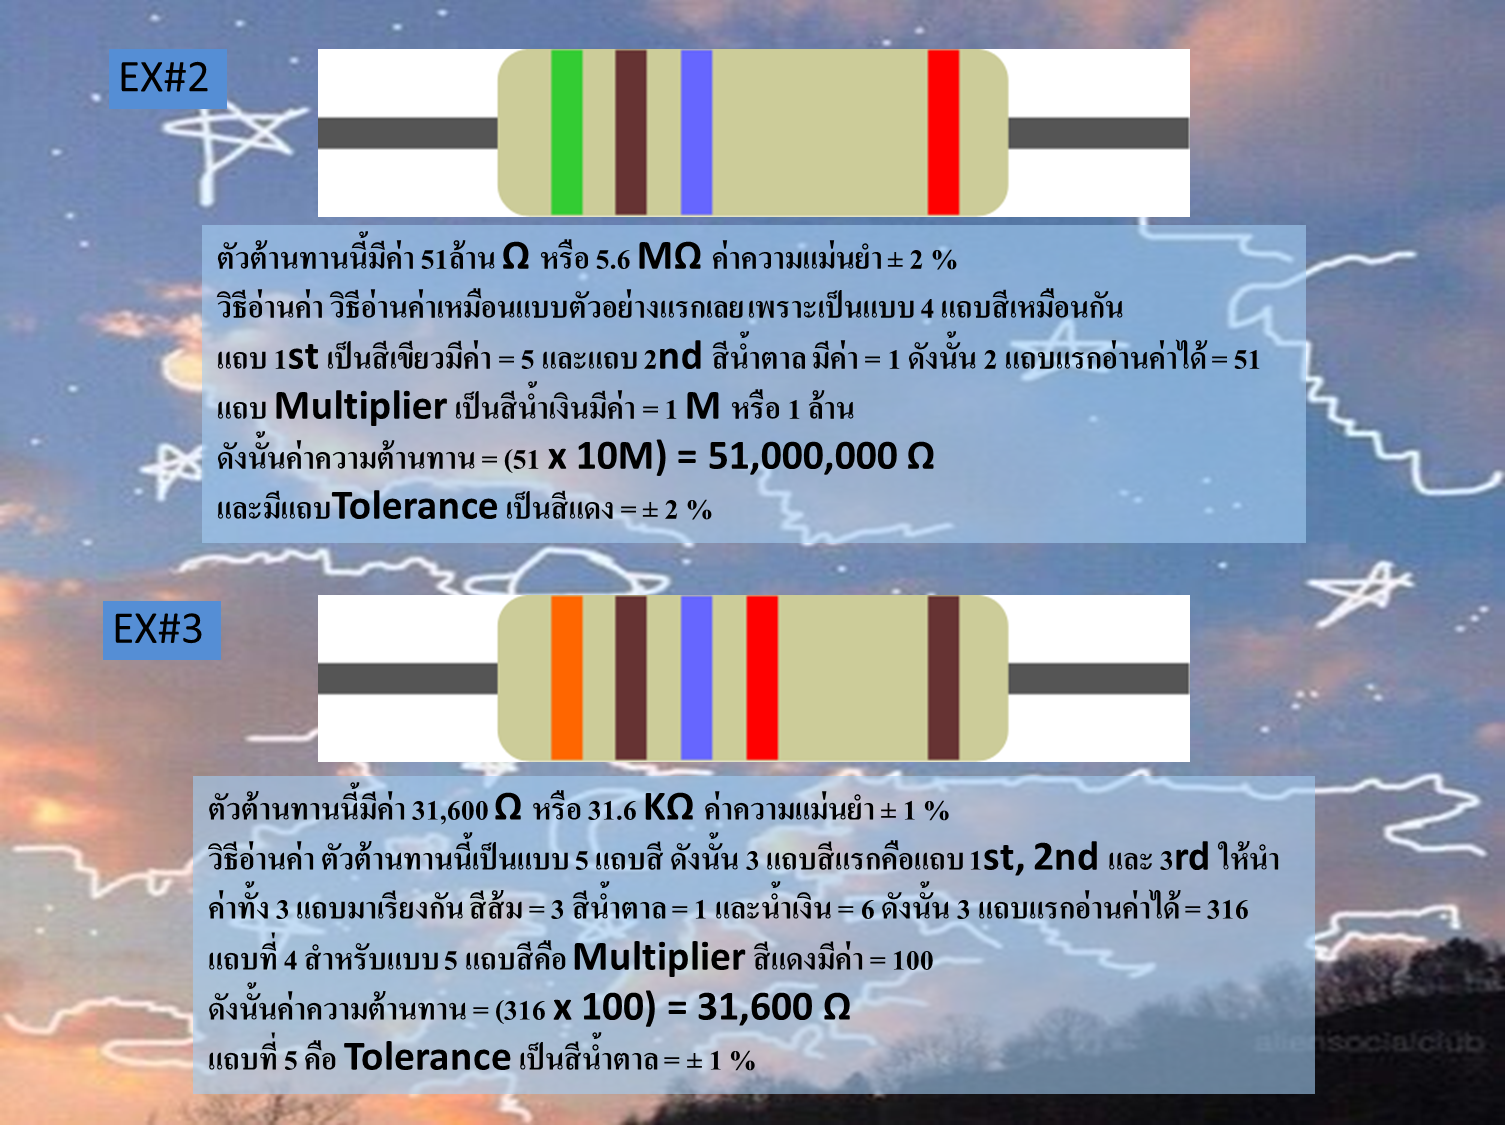 EX#2
ตัวต้านทานนี้มีค่า 51ล้าน Ω หรือ 5.6 MΩ ค่าความแม่นยำ ± 2 %
วิธีอ่านค่า วิธีอ่านค่าเหมือนแบบตัวอย่างแรกเลย เพราะเป็นแบบ 4 แถบสีเหมือนกัน
แถบ 1st เป็นสีเขียวมีค่า = 5 และแถบ 2nd สีน้ำตาล มีค่า = 1 ดังนั้น 2 แถบแรกอ่านค่าได้ = 51
แถบ Multiplier เป็นสีน้ำเงินมีค่า = 1 M หรือ 1 ล้าน
ดังนั้นค่าความต้านทาน = (51 x 10M) = 51,000,000 Ω
และมีแถบTolerance เป็นสีแดง = ± 2 %
EX#3
ตัวต้านทานนี้มีค่า 31,600 Ω หรือ 31.6 KΩ ค่าความแม่นยำ ± 1 %
วิธีอ่านค่า ตัวต้านทานนี้เป็นแบบ 5 แถบสี ดังนั้น 3 แถบสีแรกคือแถบ 1st, 2nd และ 3rd ให้นำ
ค่าทั้ง 3 แถบมาเรียงกัน สีส้ม = 3 สีน้ำตาล = 1 และน้ำเงิน = 6 ดังนั้น 3 แถบแรกอ่านค่าได้ = 316
แถบที่ 4 สำหรับแบบ 5 แถบสีคือ Multiplier สีแดงมีค่า = 100
ดังนั้นค่าความต้านทาน = (316 x 100) = 31,600 Ω
แถบที่ 5 คือ Tolerance เป็นสีน้ำตาล = ± 1 %
aliensocialclub